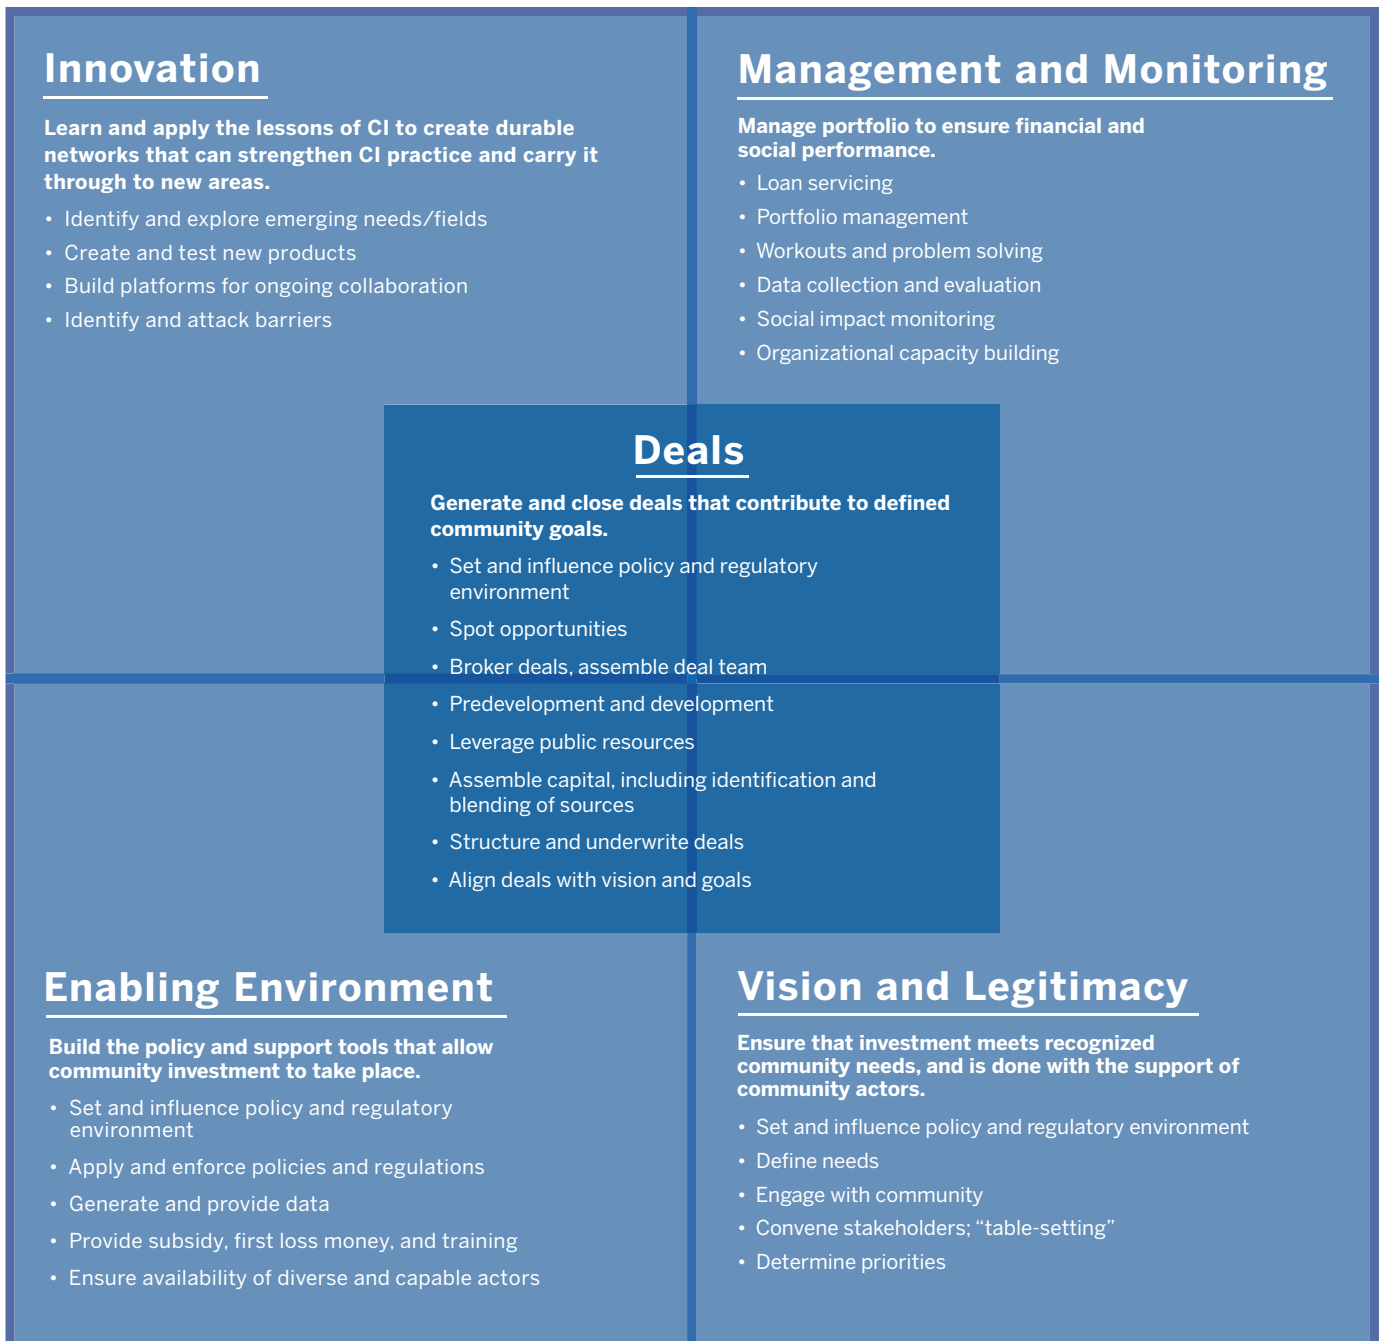 Innovation
Learn and apply the lessons of CI to create durable
networks that can strengthen CI practice and carry it
through to new areas.
• Identify and explore emerging needs/fields
• Create and test new products
• Build platforms for ongoing collaboration
• Identify and attack barriers
Management and Monitoring
Manage portfolio to ensure financial and
social performance.
• Loan servicing
• Portfolio management
• Workouts and problem solving
• Data collection and evaluation
• Social impact monitoring
• Organizational capacity building
Deals
Generate and close deals that contribute to defined
community goals.
• Set and influence policy and regulatory
environment
• Spot opportunities
• Broker deals, assemble deal team
• Predevelopment and development
• Leverage public resources
• Assemble capital, including identification and
blending of sources
• Structure and underwrite deals
• Align deals with vision and goals
Enabling Environment
Build the policy and support tools that allow
community investment to take place.
• Set and influence policy and regulatory
environment
• Apply and enforce policies and regulations
• Generate and provide data
• Provide subsidy, first loss money, and training
• Ensure availability of diverse and capable actors
Vision and Legitimacy
Ensure that investment meets recognized
community needs, and is done with the support of
community actors.
• Set and influence policy and regulatory environment
• Define needs
• Engage with community
• Convene stakeholders; “table-setting”
• Determine priorities